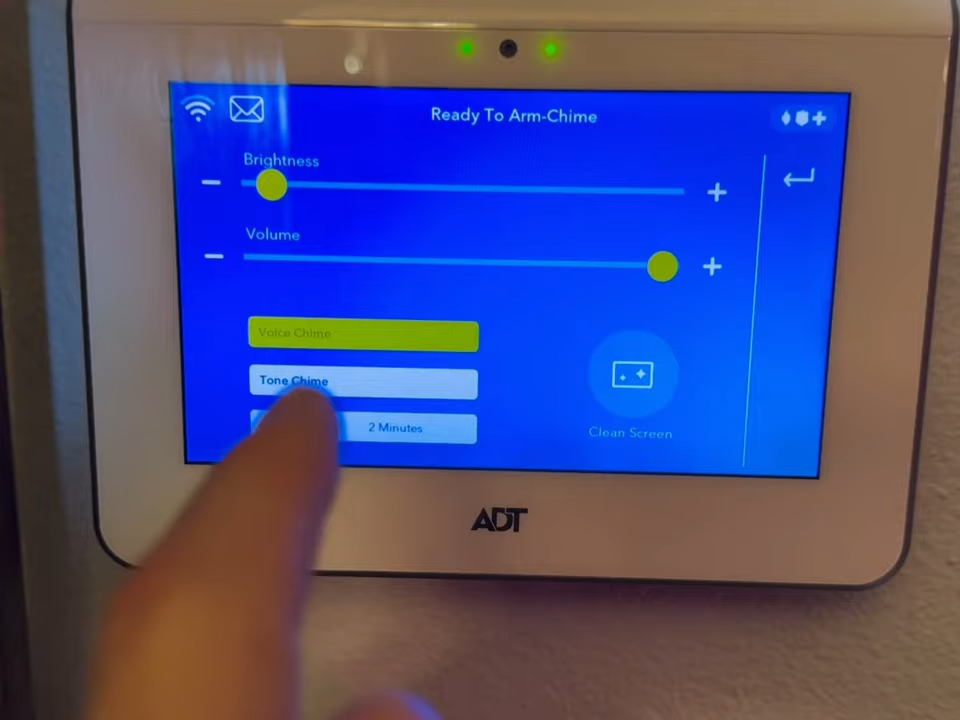 Ready To Arm-Chime
Brightness
Volume
Voice Chime
Tone Chime
2 Minutes
Clean Screen
ADT